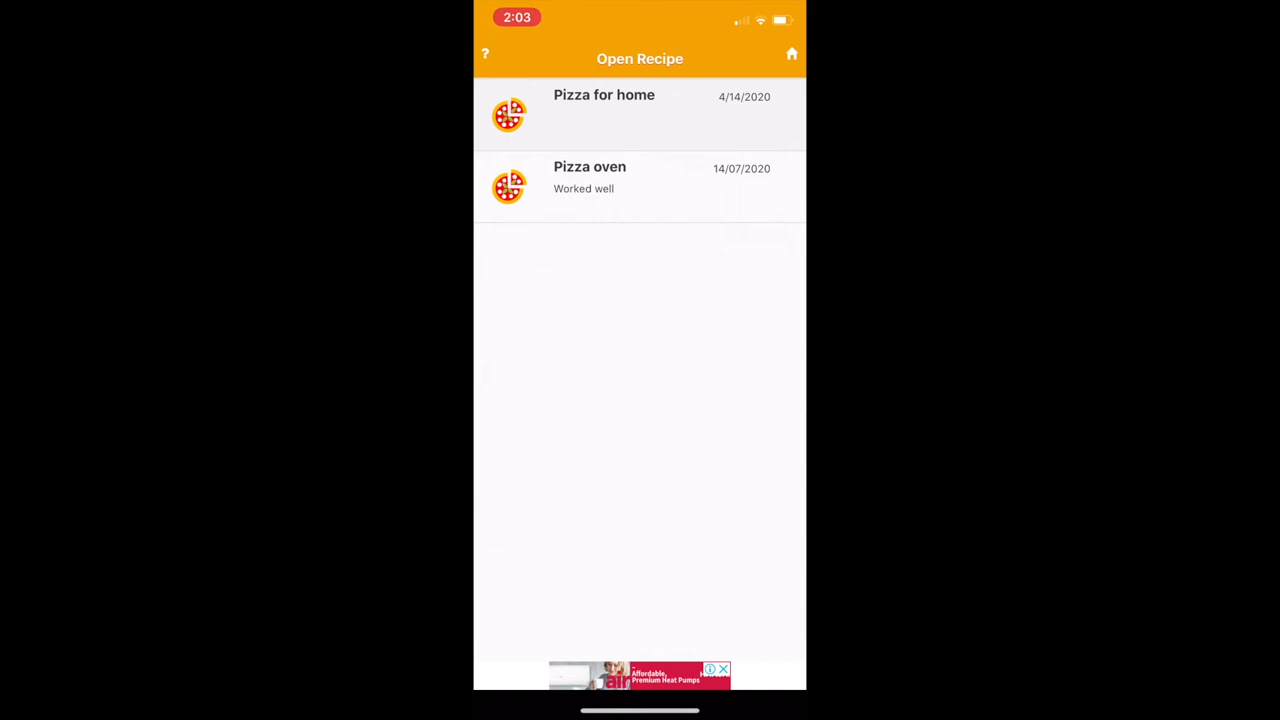 2:03
?
Open Recipe
Pizza for home
4/14/2020
Pizza oven
14/07/2020
Worked well
air
Affordable,
Premium Heat Pumps